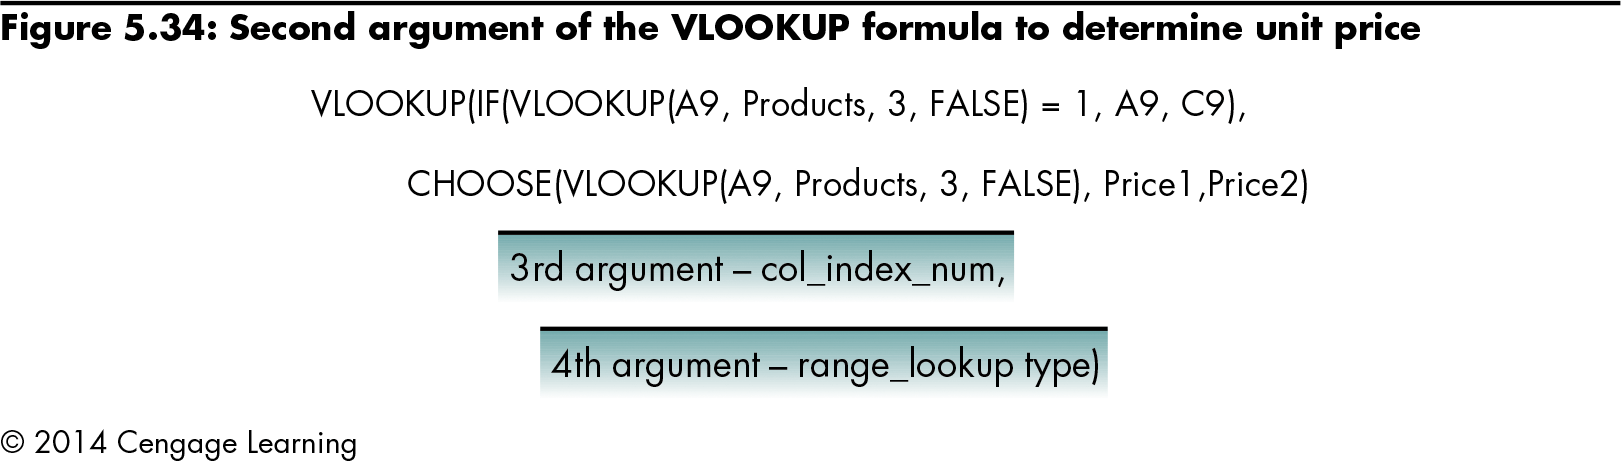 Figure 5.34: Second argument of the VLOOKUP formula to determine unit price
VLOOKUP(IF(VLOOKUP(A9, Products, 3, FALSE) = 1, A9, C9),
CHOOSE(VLOOKUP(A9, Products, 3, FALSE), Price1,Price2)
3rd argument – col_index_num,
4th argument – range_lookup type)
© 2014 Cengage Learning